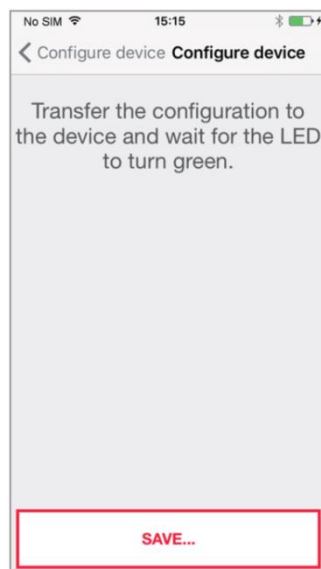 No SIM 15:15
Configure device Configure device
Transfer the configuration to
the device and wait for the LED
to turn green.
SAVE...